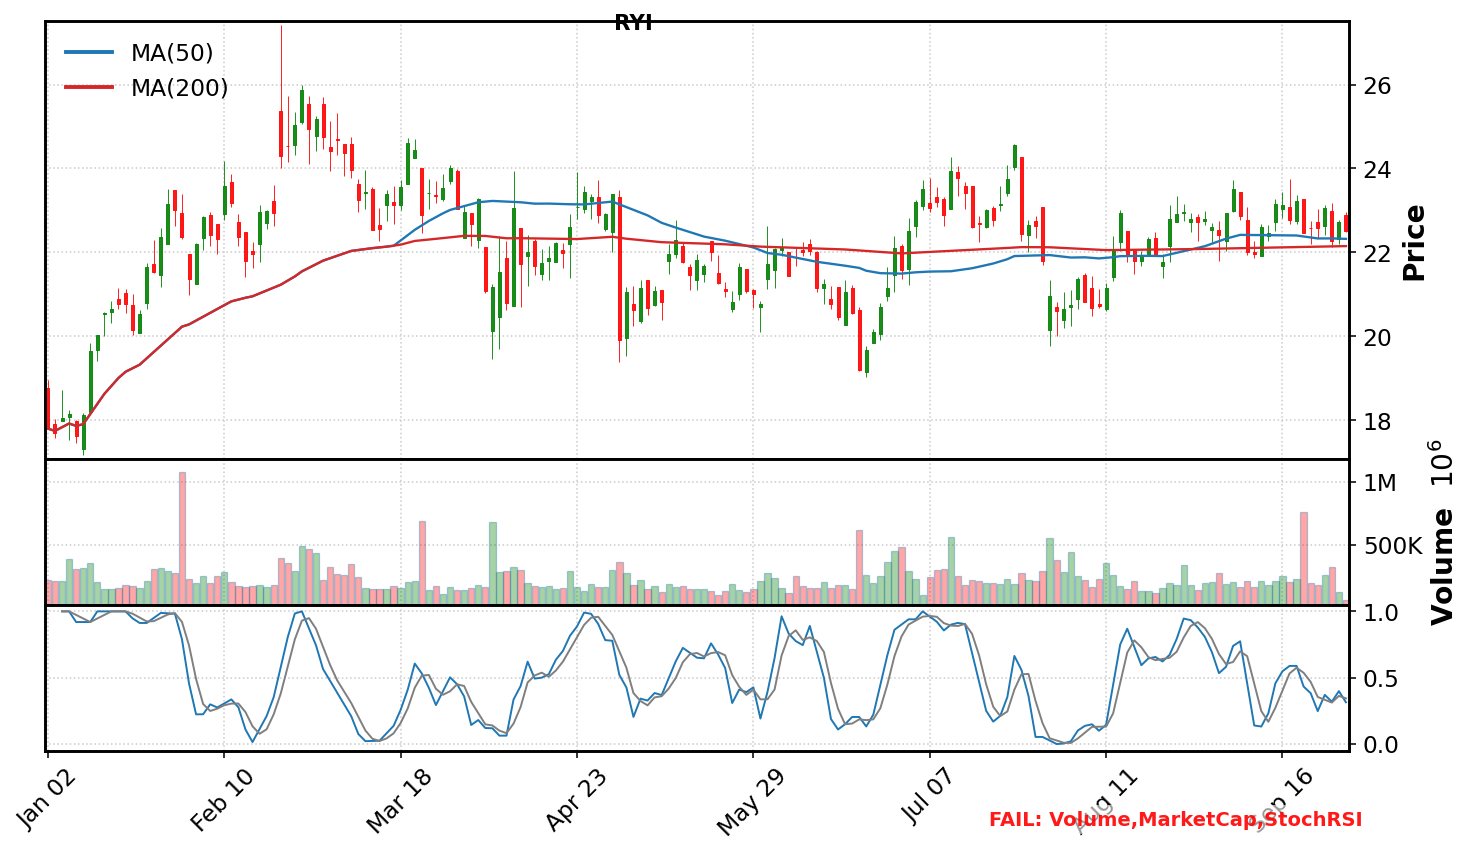 RYI
MA(50)
MA(200)
26
24
22
20
18
Price
1M
500K
Volume 10⁶
1.0
0.5
0.0
Jan 02
Feb 10
Mar 18
Apr 23
May 29
Jul 07
Aug 11
Sep 16
FAIL: Volume,MarketCap,StochRSI